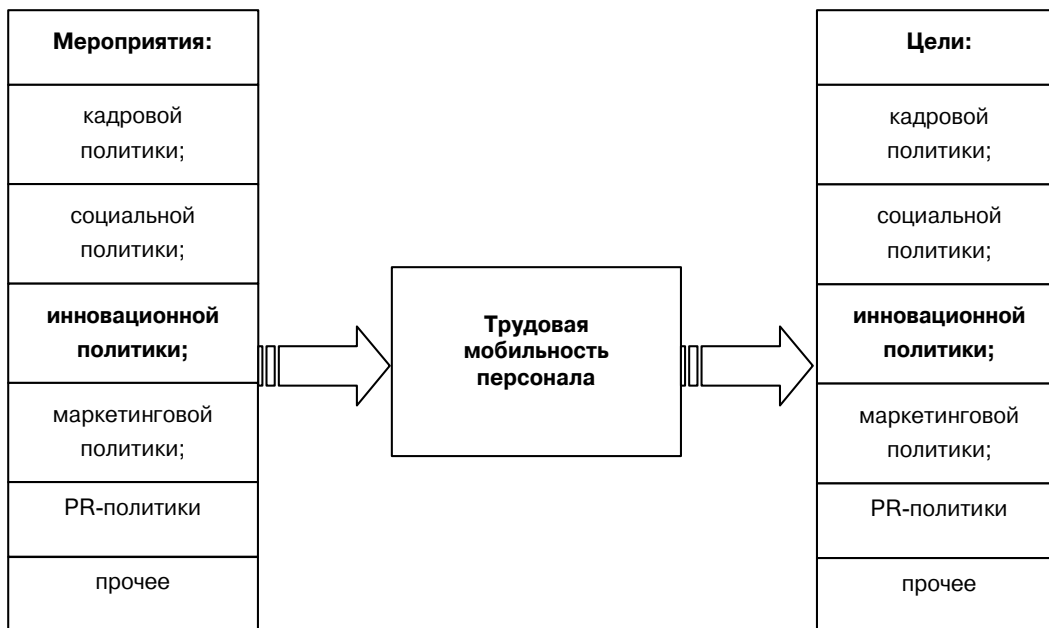 Мероприятия:
кадровой
политики;
социальной
политики;
инновационной
политики;
маркетинговой
политики;
PR-политики
прочее
Трудовая
мобильность
персонала
Цели:
кадровой
политики;
социальной
политики;
инновационной
политики;
маркетинговой
политики;
PR-политики
прочее